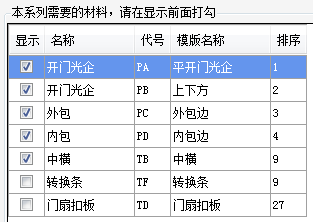 本系列需要的材料，请在显示前面打勾
显示 名称 代号 模版名称 排序
开门光企 PA 平开门光企 1
开门光企 PB 上下方 2
外包 PC 外包边 3
内包 PD 内包边 4
中横 TB 中横 9
转换条 TF 转换条 9
门扇扣板 TD 门扇扣板 27